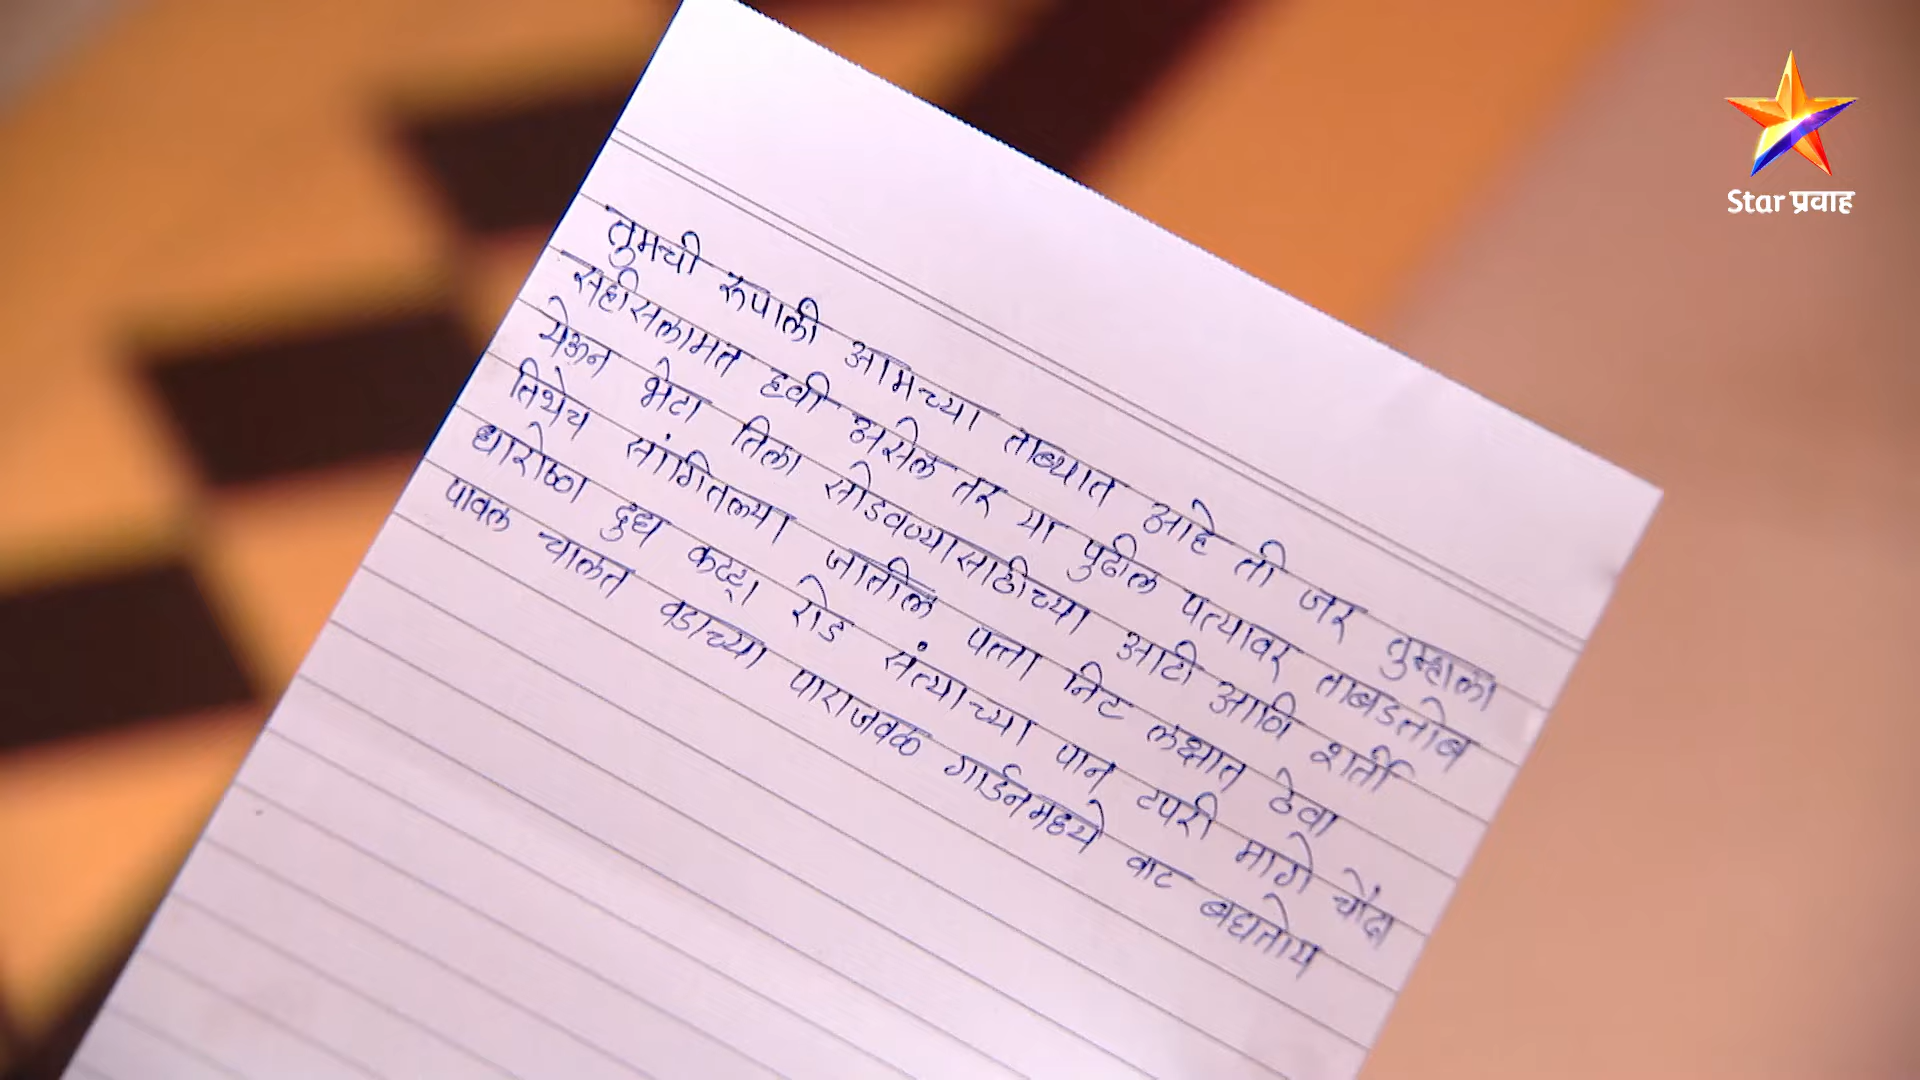 तुमची रुपाली आमच्या ताब्यात आहे ती जर तुम्हाला
सहीसलामत हवी असेल तर या पुढील पत्यावर ताबडतोब
येऊन भेटा तिला सोडवण्यासाठीच्या आटी आणि शर्ती
तिथेच सांगितल्या जातील पत्ता निट लक्षात ठेवा
धारोष्ण दुध कट्टा रोड संत्याच्या पान टपरी मागे चौदा
पावल चालत वडाच्या पाराजवळ गार्डनमध्ये वाट बघतोय
Star प्रवाह